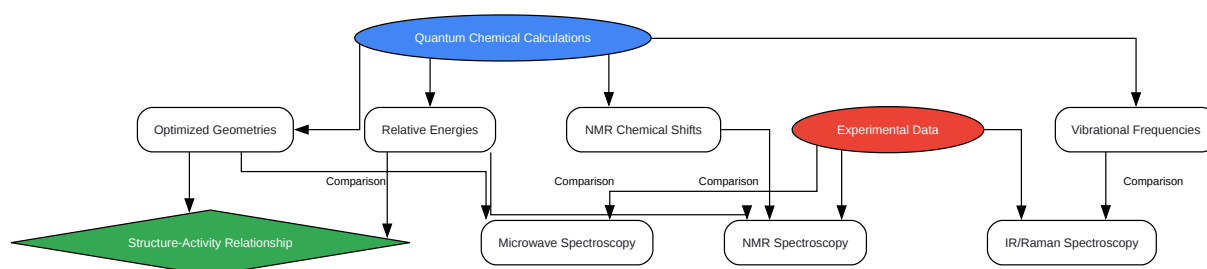 Quantum Chemical Calculations
Optimized Geometries
Relative Energies
NMR Chemical Shifts
Experimental Data
Vibrational Frequencies
Comparison
Comparison
Comparison
Comparison
Structure-Activity Relationship
Microwave Spectroscopy
NMR Spectroscopy
IR/Raman Spectroscopy